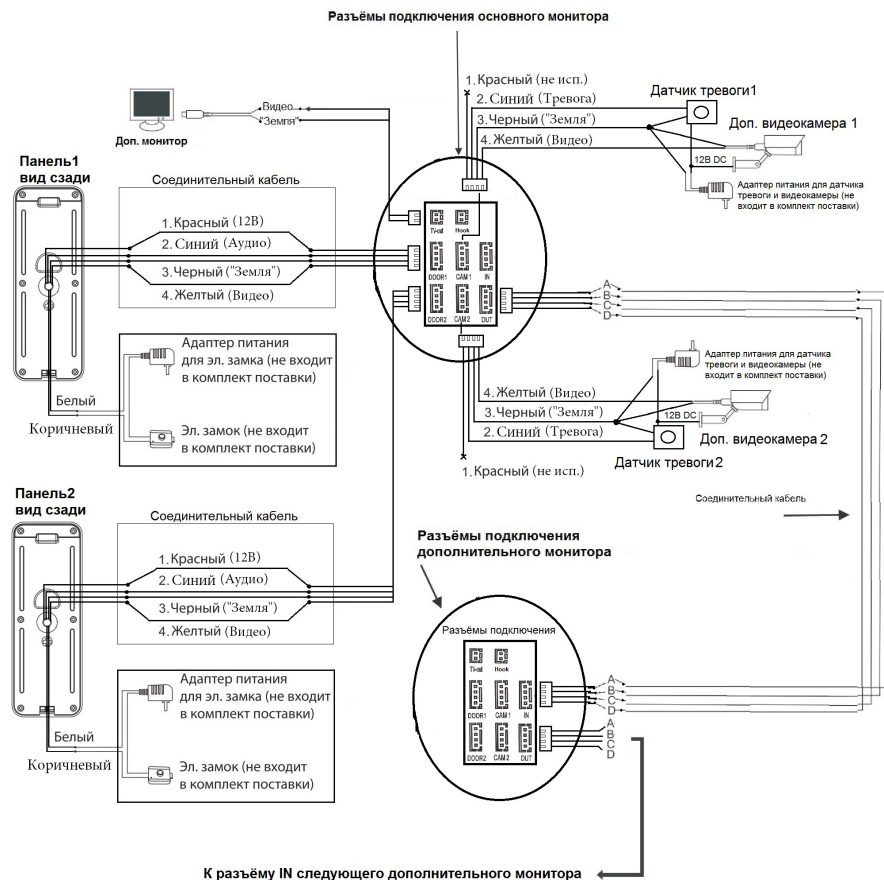 Разъёмы подключения основного монитора
1. Красный (не исп.)
2. Синий (Тревога)
3. Черный ("Земля")
4. Желтый (Видео)
Датчик тревоги1
Доп. видеокамера 1
12В DC
Адаптер питания для датчика
тревоги и видеокамеры (не
входит в комплект поставки)
Видео
"Земля"
Доп. монитор
Панель1
вид сзади
Соединительный кабель
1. Красный (12В)
2. Синий (Аудио)
3. Черный ("Земля")
4. Желтый (Видео)
TV-out
Hook
DOOR1
CAM 1
IN
DOOR2
CAM 2
OUT
A
B
C
D
Адаптер питания
для эл. замка (не входит
в комплект поставки)
Белый
Коричневый
Эл. замок (не входит
в комплект поставки)
Адаптер питания для датчика
тревоги и видеокамеры (не
входит в комплект поставки)
4. Желтый (Видео)
3. Черный ("Земля")
2. Синий (Тревога)
1. Красный (не исп.)
12В DC
Доп. видеокамера 2
Датчик тревоги2
Соединительный кабель
Панель2
вид сзади
Соединительный кабель
1. Красный (12В)
2. Синий (Аудио)
3. Черный ("Земля")
4. Желтый (Видео)
Адаптер питания
для эл. замка (не входит
в комплект поставки)
Белый
Коричневый
Эл. замок (не входит
в комплект поставки)
Разъёмы подключения
дополнительного монитора
Разъёмы подключения
TV-out
Hook
DOOR1
CAM 1
IN
DOOR2
CAM 2
OUT
A
B
C
D
A
B
C
D
К разъёму IN следующего дополнительного монитора